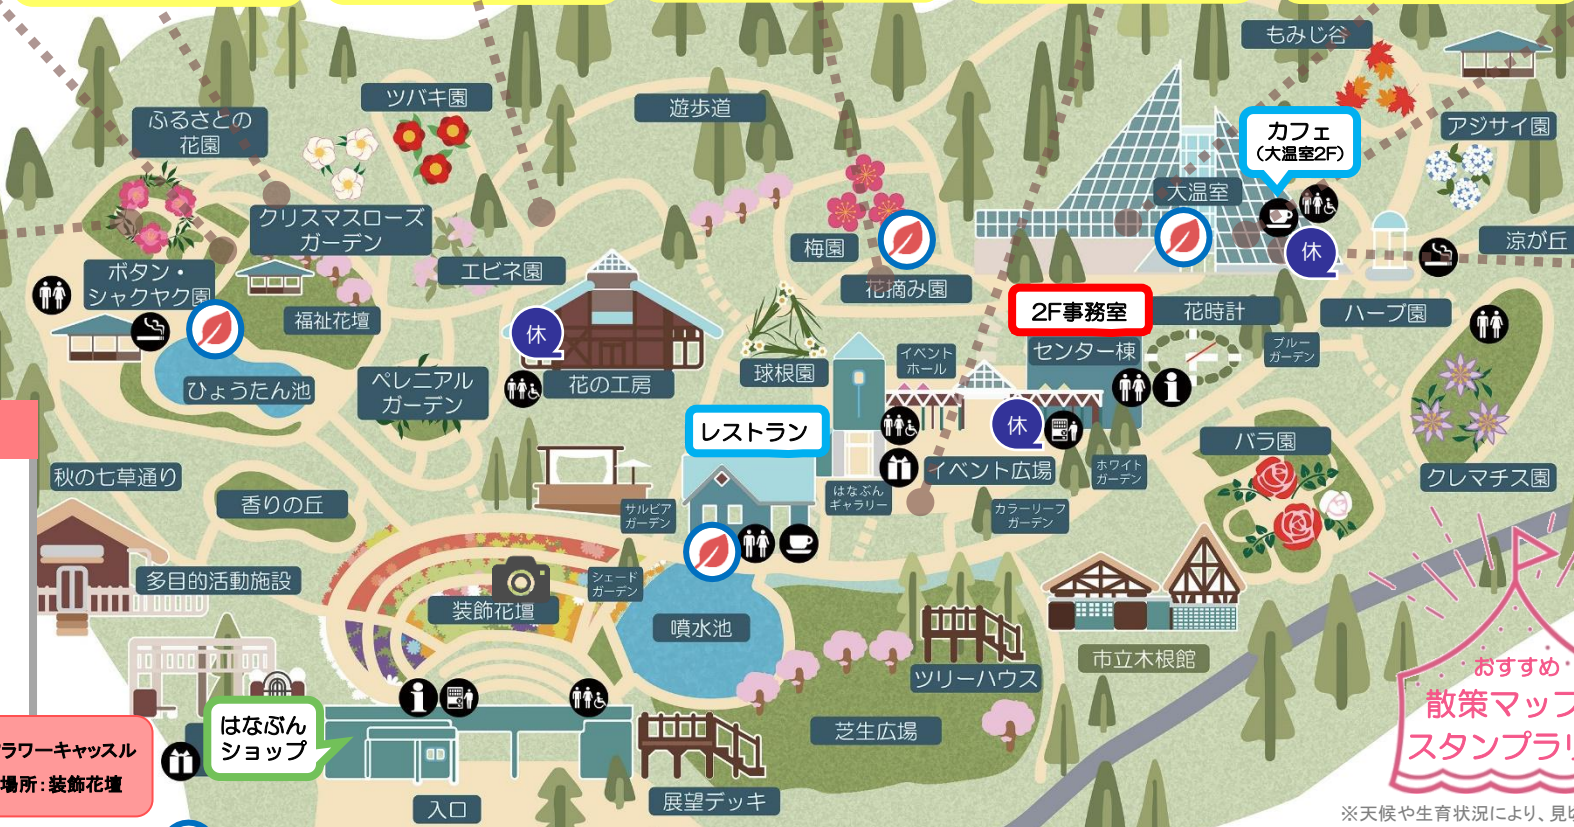 もみじ谷
ツバキ園
遊歩道
ふるさとの
花園
カフェ
(大温室2F)
アジサイ園
大温室
クリスマスローズ
ガーデン
梅園
涼が丘
休
エビネ園
ボタン・
シャクヤク園
花摘み園
2F事務室
花時計
ハーブ園
福祉花壇
休
センター棟
ブルー
ガーデン
イベント
ホール
球根園
花の工房
ペレニアル
ガーデン
ひょうたん池
レストラン
休
バラ園
イベント広場
ホワイト
ガーデン
クレマチス園
秋の七草通り
香りの丘
はなぶん
ギャラリー
サルビア
ガーデン
カラーリーフ
ガーデン
多目的活動施設
シェード
ガーデン
装飾花壇
噴水池
市立木根館
ツリーハウス
おすすめ
散策マップ
スタンプラリ
はなぶん
ショップ
芝生広場
ラワーキャッスル
場所:装飾花壇
入口
展望デッキ
※天候や生育状況により、見